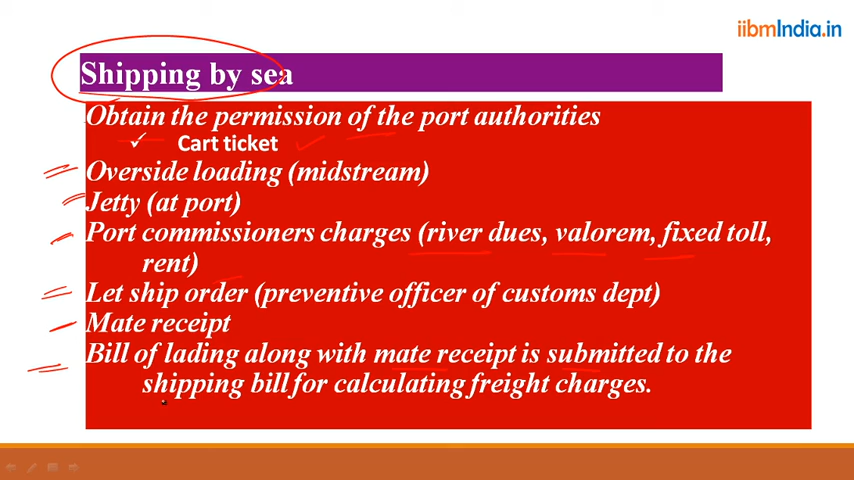 iibmIndia.in
Shipping by sea
Obtain the permission of the port authorities
✓ Cart ticket
Overside loading (midstream)
Jetty (at port)
Port commissioners charges (river dues, valorem, fixed toll,
rent)
Let ship order (preventive officer of customs dept)
Mate receipt
Bill of lading along with mate receipt is submitted to the
shipping bill for calculating freight charges.